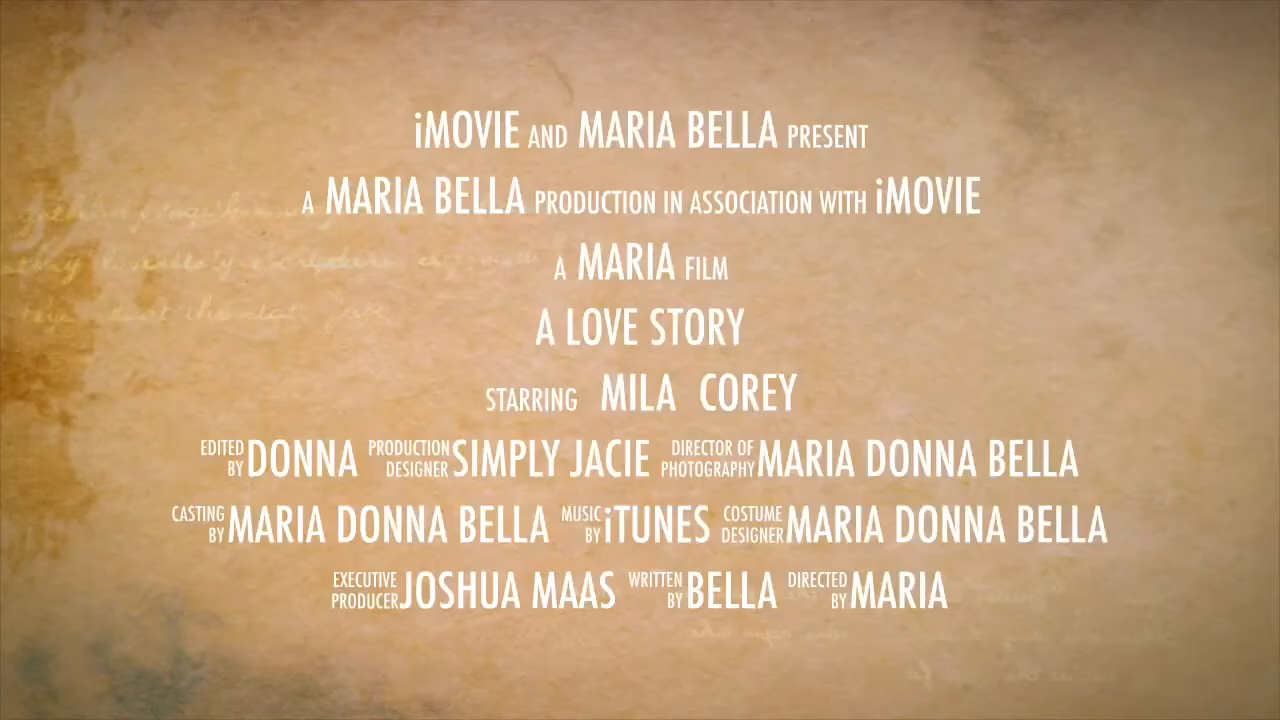 iMOVIE AND MARIA BELLA PRESENT
A MARIA BELLA PRODUCTION IN ASSOCIATION WITH iMOVIE
A MARIA FILM
A LOVE STORY
STARRING MILA COREY
EDITED BY DONNA PRODUCTION DESIGNER SIMPLY JACIE DIRECTOR OF PHOTOGRAPHY MARIA DONNA BELLA
CASTING BY MARIA DONNA BELLA MUSIC BY iTUNES COSTUME DESIGNER MARIA DONNA BELLA
EXECUTIVE PRODUCER JOSHUA MAAS WRITTEN BY BELLA DIRECTED BY MARIA